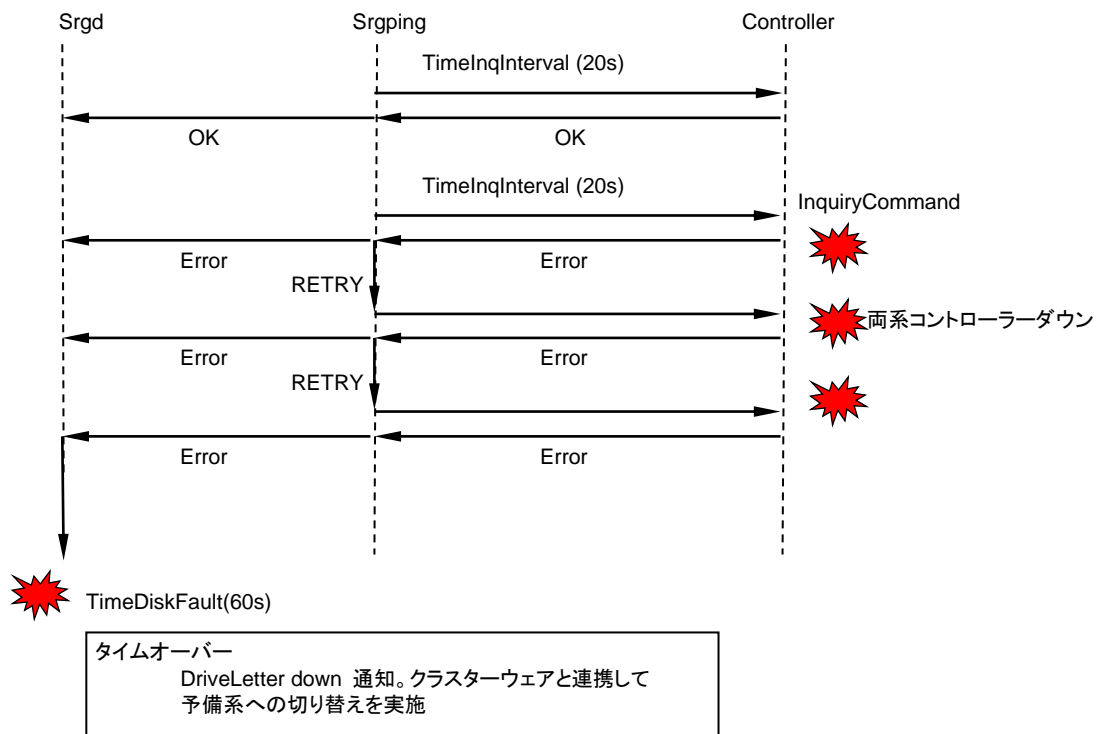 Srgd Srgping Controller
TimeInqInterval (20s)
OK OK
TimeInqInterval (20s)
InquiryCommand
Error Error
RETRY
両系コントローラーダウン
Error Error
RETRY
Error Error
TimeDiskFault(60s)
タイムオーバー
DriveLetter down 通知。クラスターウェアと連携して
予備系への切り替えを実施